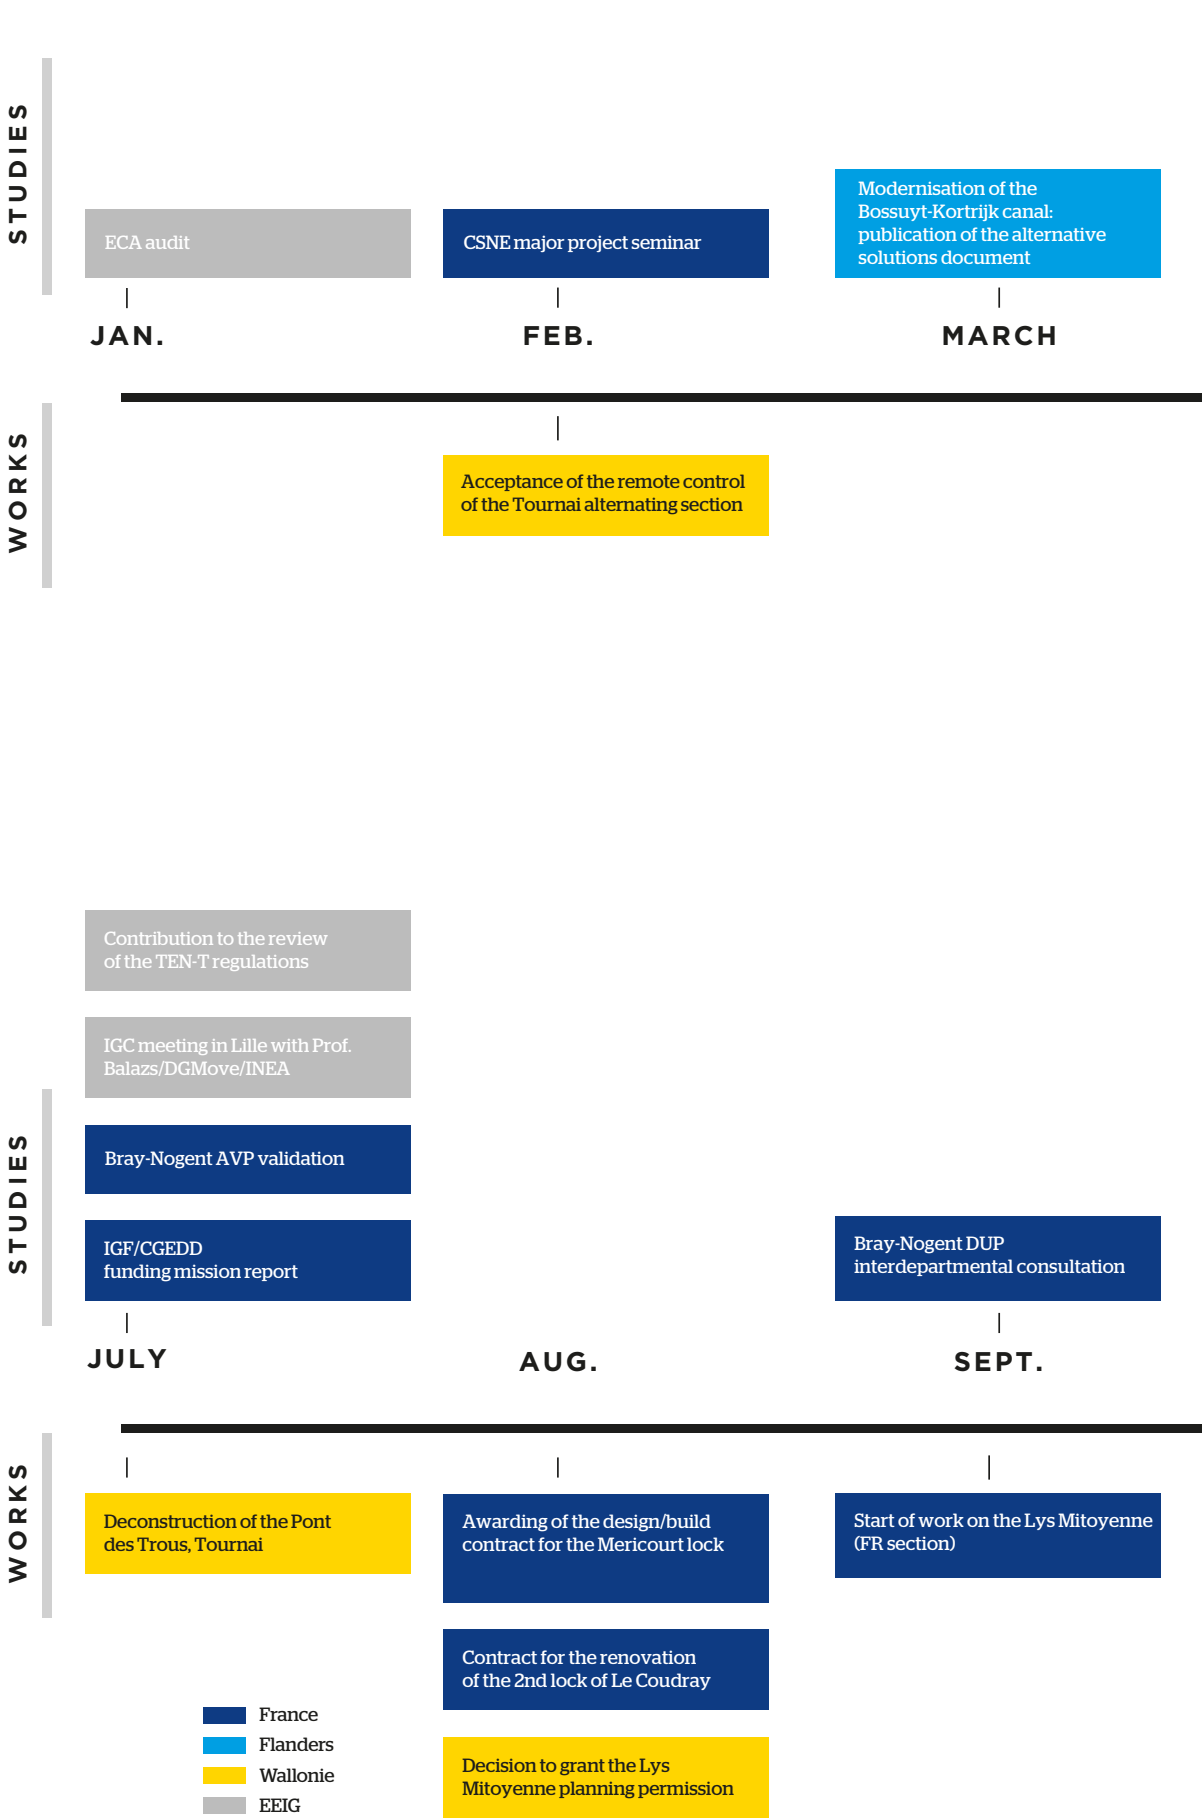 STUDIES
ECA audit
CSNE major project seminar
Modernisation of the
Bossuyt-Kortrijk canal:
publication of the alternative
solutions document
JAN.
FEB.
MARCH
WORKS
Acceptance of the remote control
of the Tournai alternating section
STUDIES
Contribution to the review
of the TEN-T regulations
IGC meeting in Lille with Prof.
Balazs/DGMove/INEA
Bray-Nogent AVP validation
IGF/CGEDD
funding mission report
Bray-Nogent DUP
interdepartmental consultation
JULY
AUG.
SEPT.
WORKS
Deconstruction of the Pont
des Trous, Tournai
Awarding of the design/build
contract for the Mericourt lock
Contract for the renovation
of the 2nd lock of Le Coudray
Decision to grant the Lys
Mitoyenne planning permission
Start of work on the Lys Mitoyenne
(FR section)
France
Flanders
Wallonie
EEIG